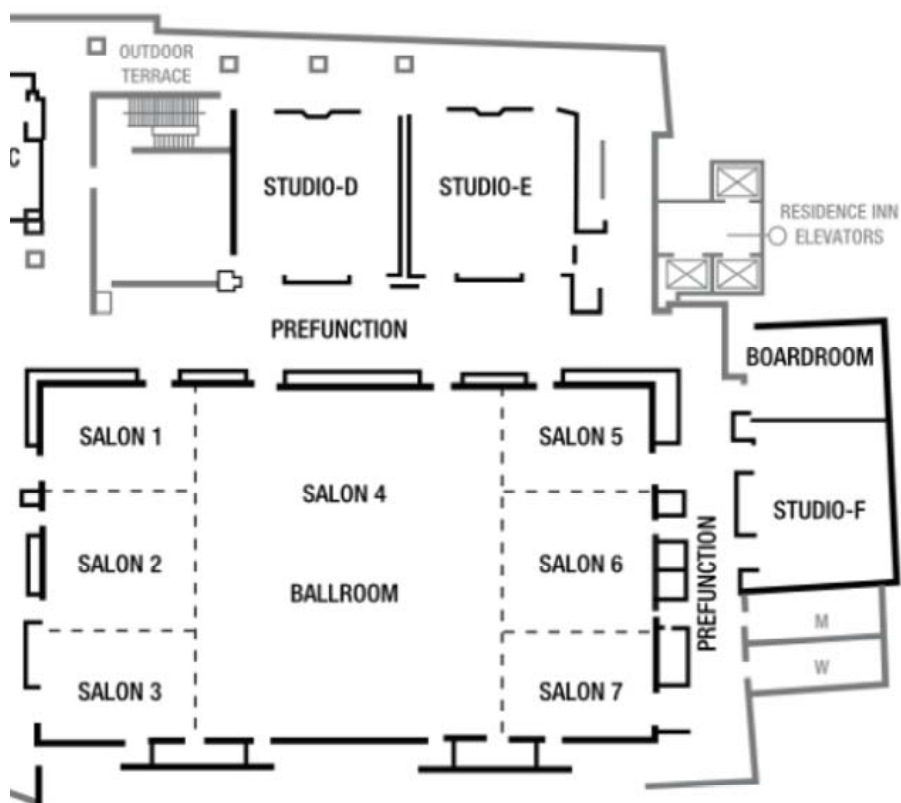 OUTDOOR
TERRACE
C
STUDIO-D
STUDIO-E
RESIDENCE INN
ELEVATORS
PREFUNCTION
BOARDROOM
SALON 1
SALON 5
SALON 4
STUDIO-F
SALON 2
SALON 6
BALLROOM
PREFUNCTION
M
W
SALON 3
SALON 7